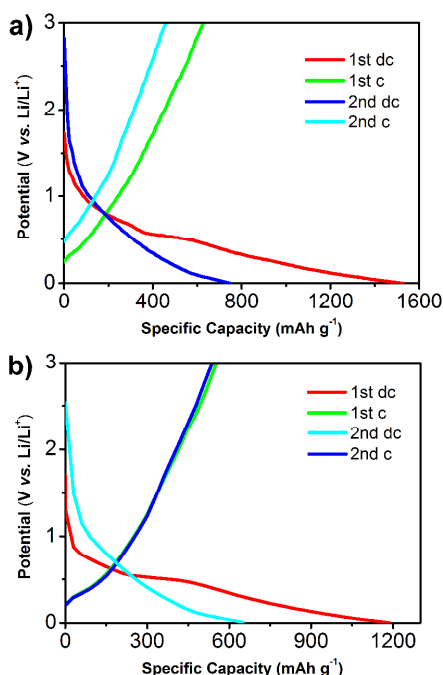 a)
3
2
1
0
Potential (V vs. Li/Li⁺)
1st dc
1st c
2nd dc
2nd c
0 400 800 1200 1600
Specific Capacity (mAh g⁻¹)
b)
3
2
1
0
Potential (V vs. Li/Li⁺)
1st dc
1st c
2nd dc
2nd c
0 300 600 900 1200
Specific Capacity (mAh g⁻¹)